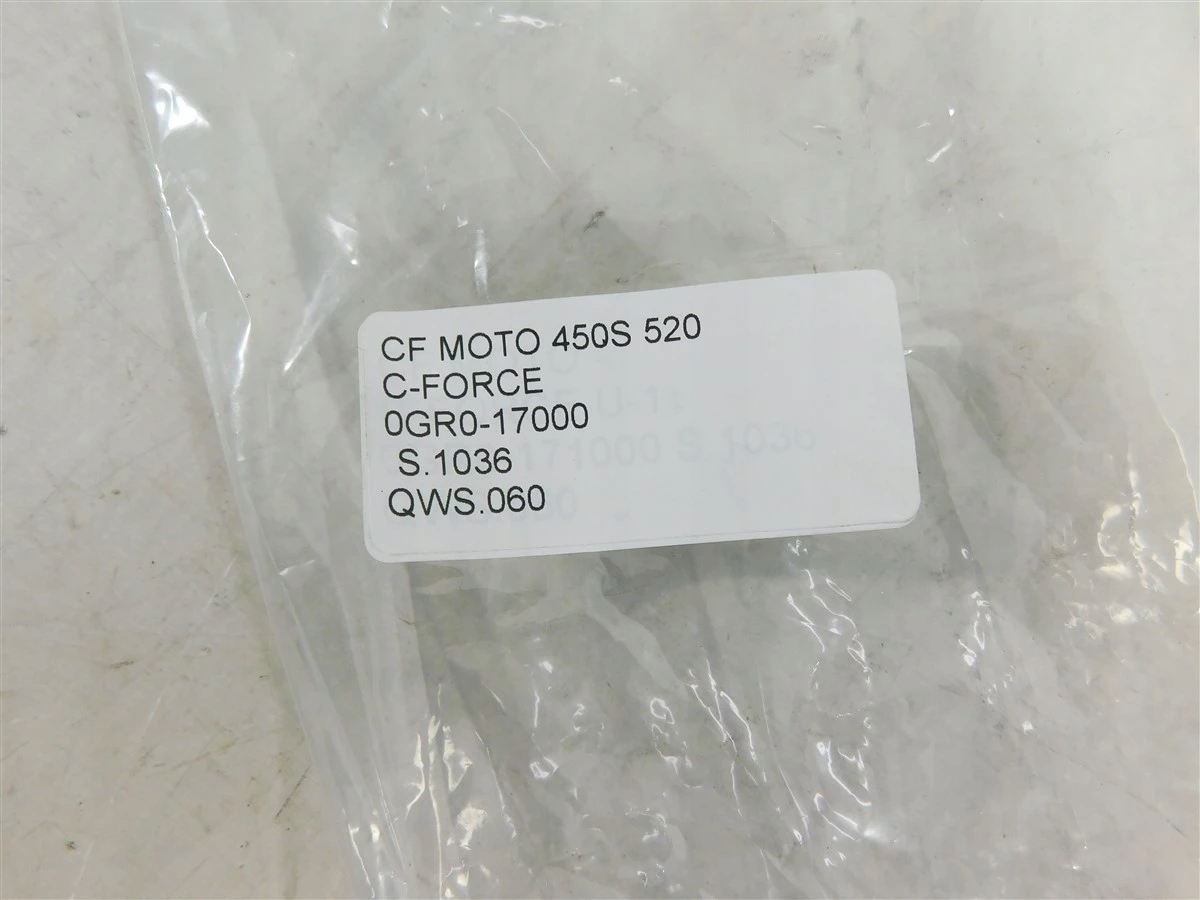 CF MOTO 450S 520
C-FORCE
0GR0-17000
S.1036
QWS.060